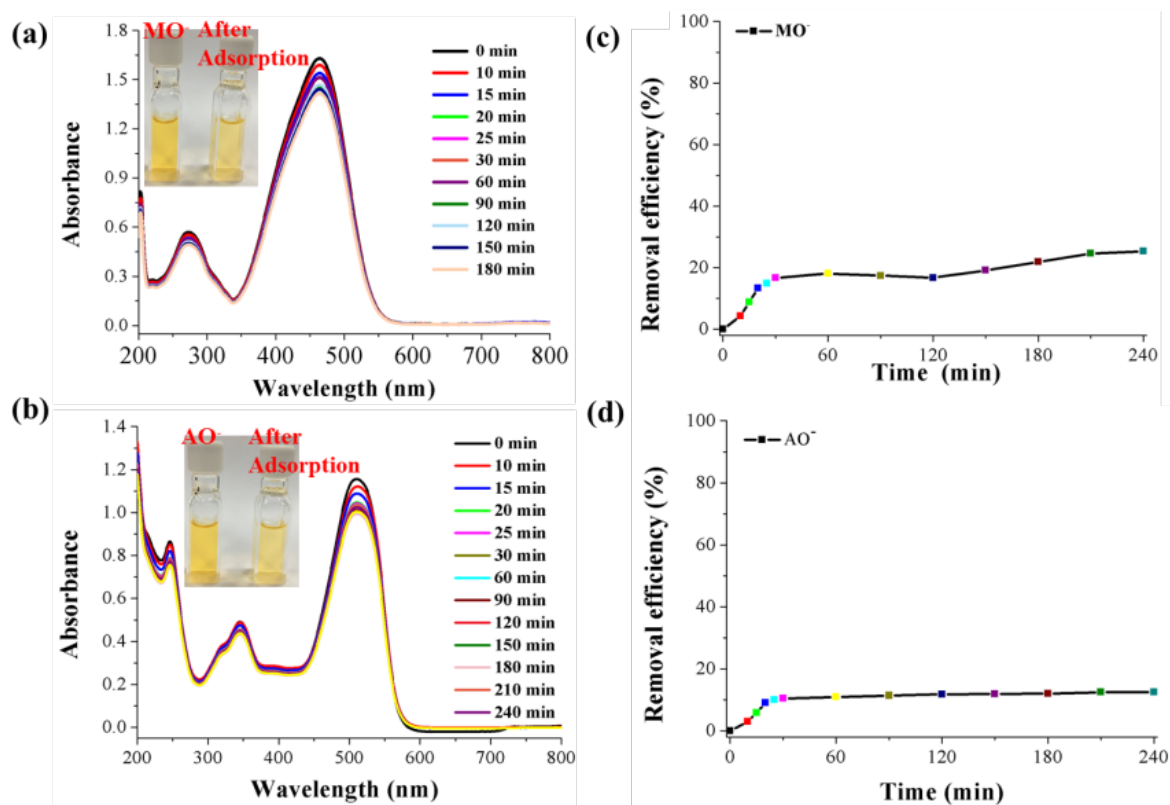 (a)
MO⁻ After
Adsorption
1.8
1.5
1.2
0.9
0.6
0.3
0.0
Absorbance
200 300 400 500 600 700 800
Wavelength (nm)
0 min
10 min
15 min
20 min
25 min
30 min
60 min
90 min
120 min
150 min
180 min
(c)
MO⁻
100
80
60
40
20
0
Removal efficiency (%)
0 60 120 180 240
Time (min)
(b)
AO⁻ After
Adsorption
1.4
1.2
1.0
0.8
0.6
0.4
0.2
0.0
Absorbance
200 300 400 500 600 700 800
Wavelength (nm)
0 min
10 min
15 min
20 min
25 min
30 min
60 min
90 min
120 min
150 min
180 min
210 min
240 min
(d)
AO⁻
100
80
60
40
20
0
Removal efficiency (%)
0 30 60 90 120 150 180 210 240
Time (min)